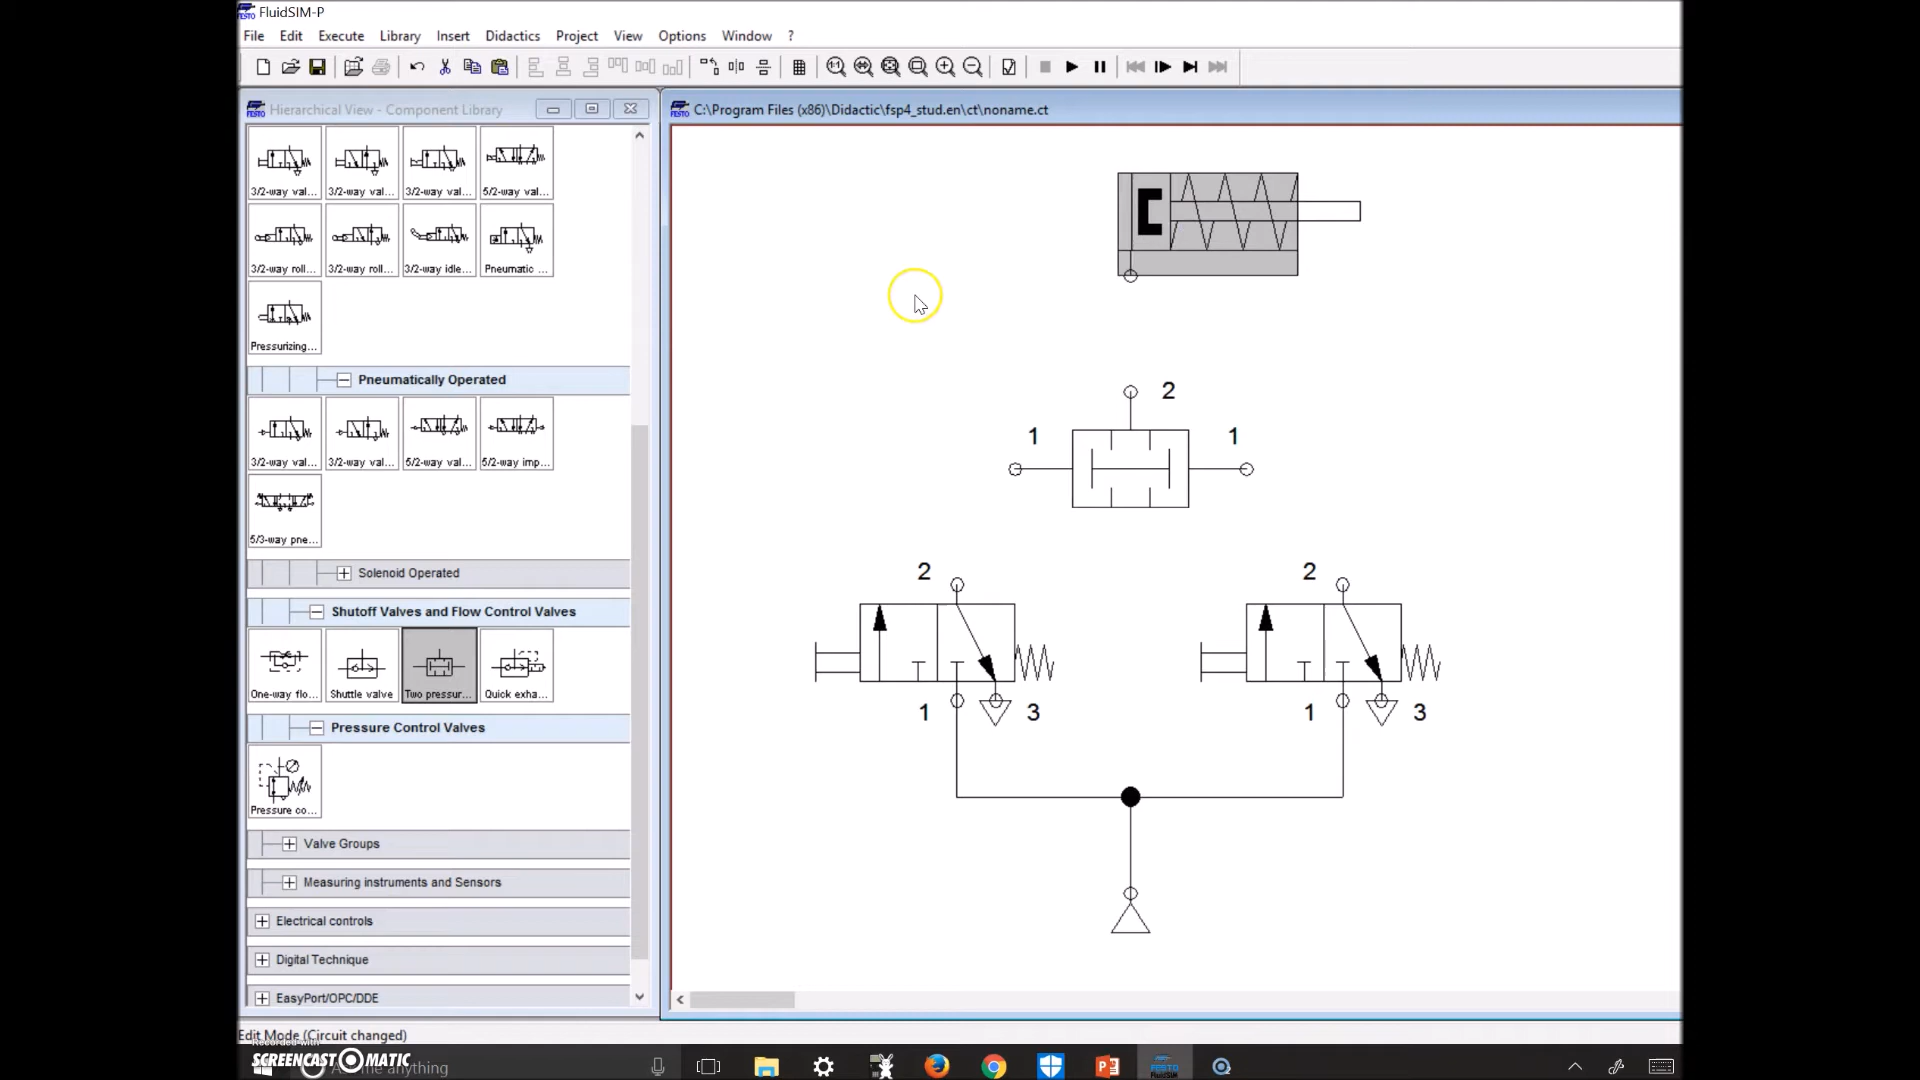 FluidSIM-P
File Edit Execute Library Insert Didactics Project View Options Window ?
Hierarchical View - Component Library
C:\Program Files (x86)\Didactic\fsp4_stud.en\ct\noname.ct
3/2-way val... 3/2-way val... 3/2-way val... 5/2-way val...
3/2-way roll... 3/2-way roll... 3/2-way idle... Pneumatic ...
Pressurizing...
Pneumatically Operated
3/2-way val... 3/2-way val... 5/2-way val... 5/2-way imp...
5/3-way pne...
Solenoid Operated
Shutoff Valves and Flow Control Valves
One-way flo... Shuttle valve Two pressur... Quick exha...
Pressure Control Valves
Pressure co...
Valve Groups
Measuring instruments and Sensors
Electrical controls
Digital Technique
EasyPort/OPC/DDE
2
1 1
2 2
1 3 1 3
Edit Mode (Circuit changed)
Recorded with
SCREENCAST MATIC
me anything